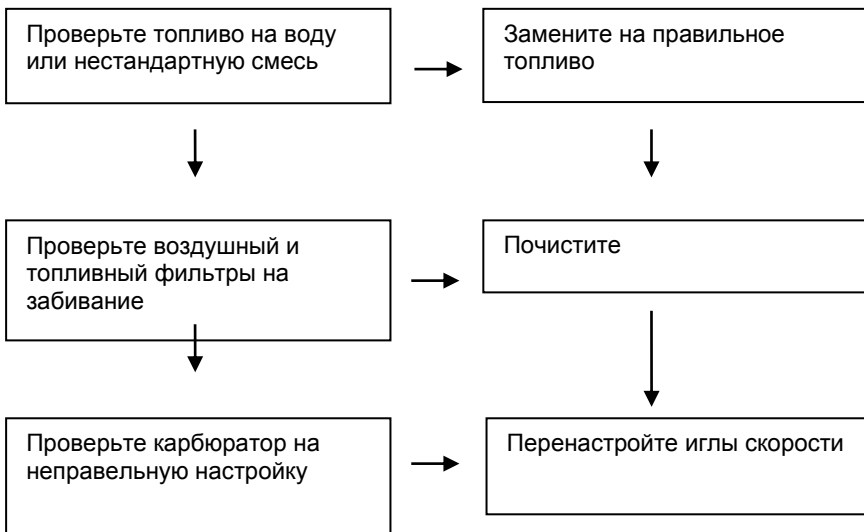 Проверьте топливо на воду
или нестандартную смесь
Замените на правильное
топливо
Проверьте воздушный и
топливный фильтры на
забивание
Почистите
Проверьте карбюратор на
неправельную настройку
Перенастройте иглы скорости